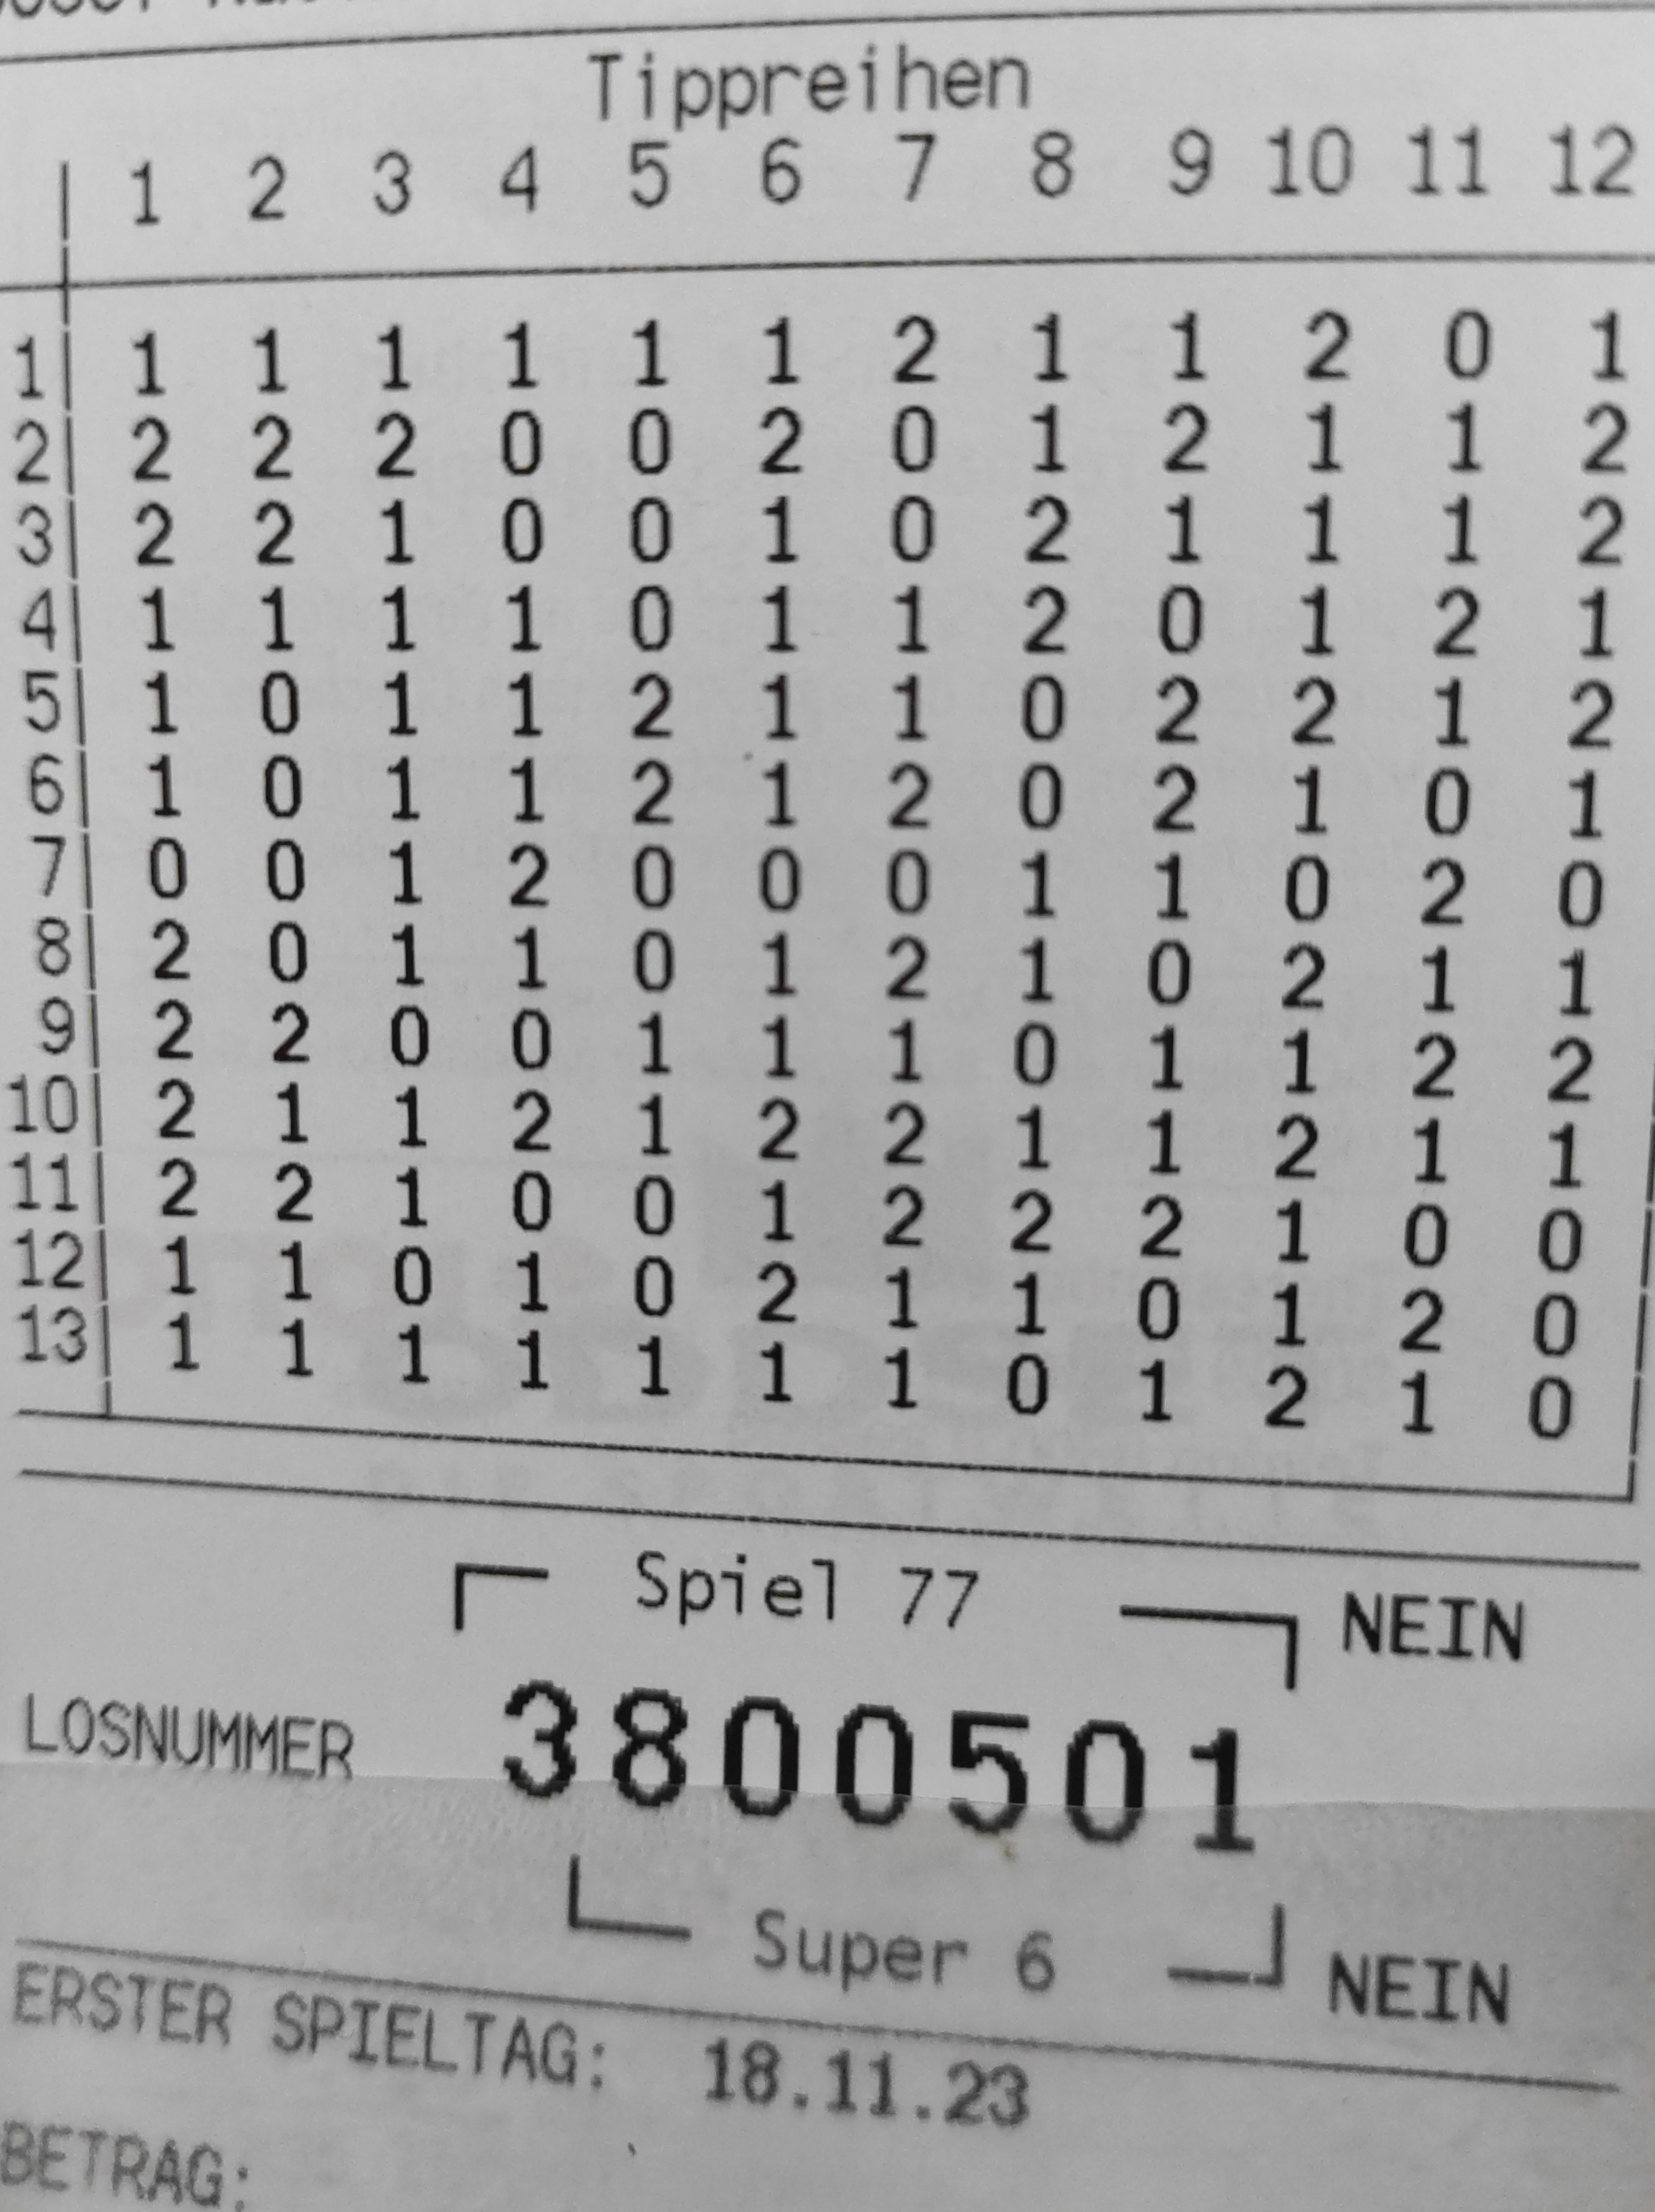 Tippreihen
1 2 3 4 5 6 7 8 9 10 11 12
1 1 1 1 1 1 1 2 1 1 2 0 1
2 2 2 2 0 0 2 0 1 2 1 1 2
3 2 2 1 0 0 1 0 2 1 1 1 2
4 1 1 1 1 0 1 1 2 0 1 2 1
5 1 0 1 1 2 1 1 0 2 2 1 2
6 1 0 1 1 2 1 2 0 2 1 0 1
7 0 0 1 2 0 0 0 1 1 0 2 0
8 2 0 1 1 0 1 2 1 0 2 1 1
9 2 2 0 0 1 1 1 0 1 1 2 2
10 2 1 1 2 1 2 2 1 1 2 1 1
11 2 2 1 0 0 1 2 2 2 1 0 0
12 1 1 0 1 0 2 1 1 0 1 2 0
13 1 1 1 1 1 1 1 0 1 2 1 0
Spiel 77 NEIN
LOSNUMMER 3800501
Super 6 NEIN
ERSTER SPIELTAG: 18.11.23
BETRAG: